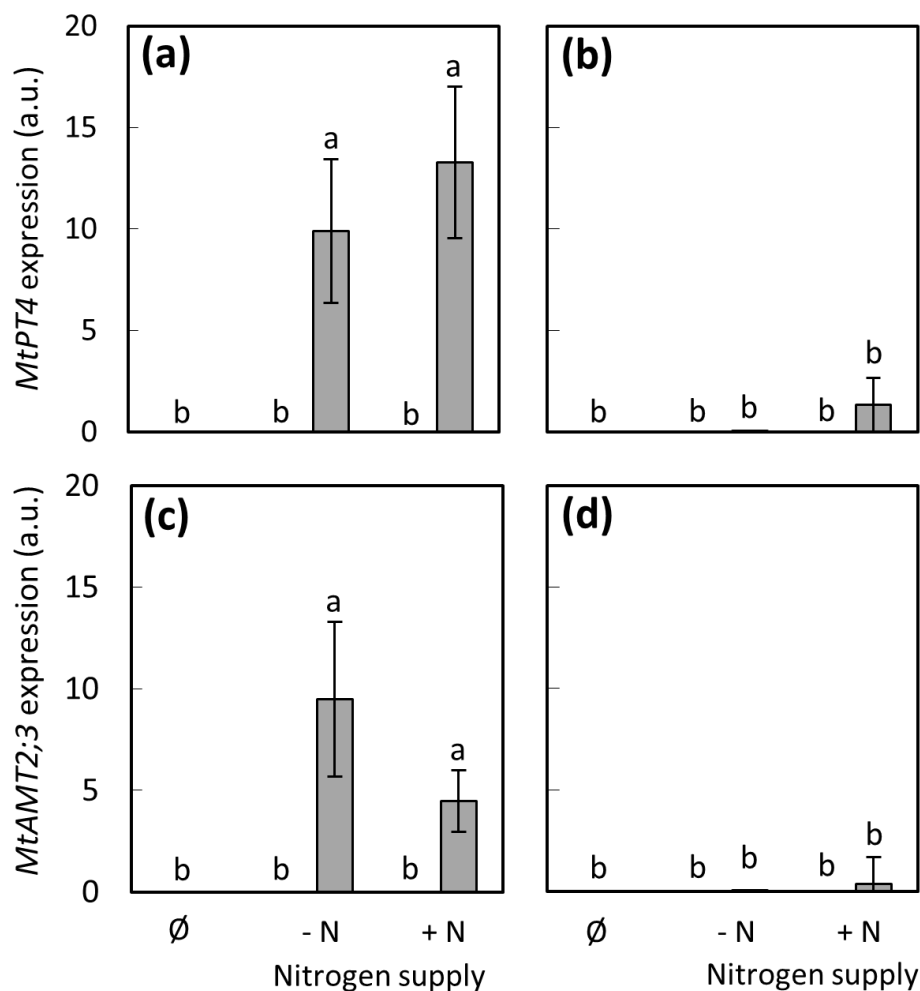 20
(a)
a
(b)
a
15
10
5
b
b
b
b
b
b
b
b
0
MtPT4 expression (a.u.)
20
(c)
(d)
15
a
10
a
5
b
b
b
b
b
b
b
b
0
MtAMT2;3 expression (a.u.)
Ø - N + N
Ø - N + N
Nitrogen supply
Nitrogen supply